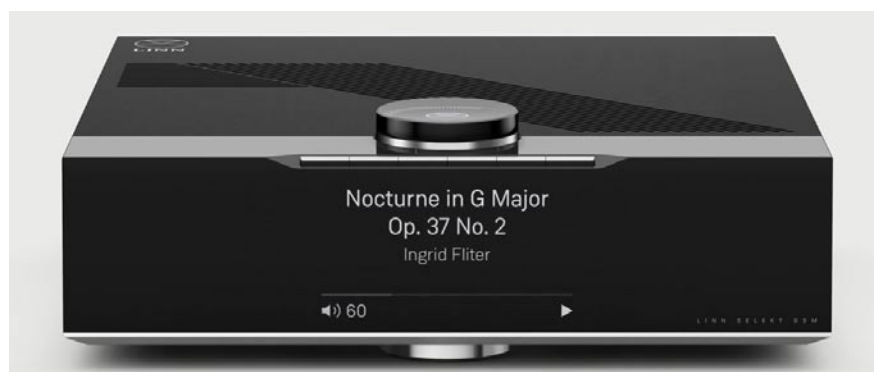 LINN
Nocturne in G Major
Op. 37 No. 2
Ingrid Fliter
60
LINN SELEKT DSM